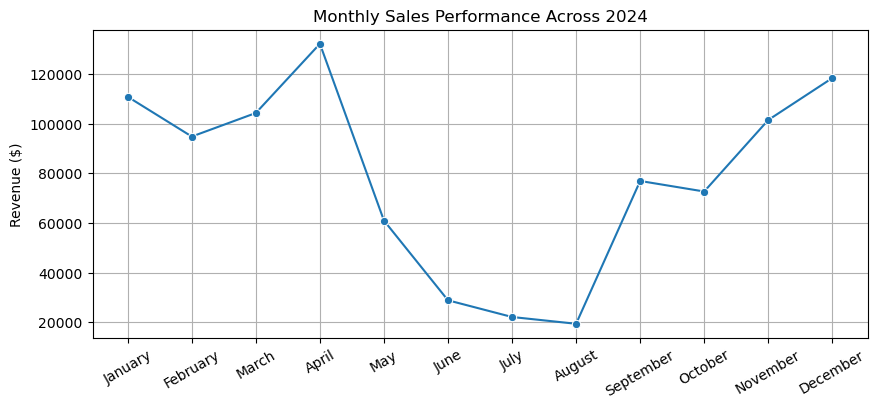 Monthly Sales Performance Across 2024
Revenue ($)
120000
100000
80000
60000
40000
20000
January
February
March
April
May
June
July
August
September
October
November
December